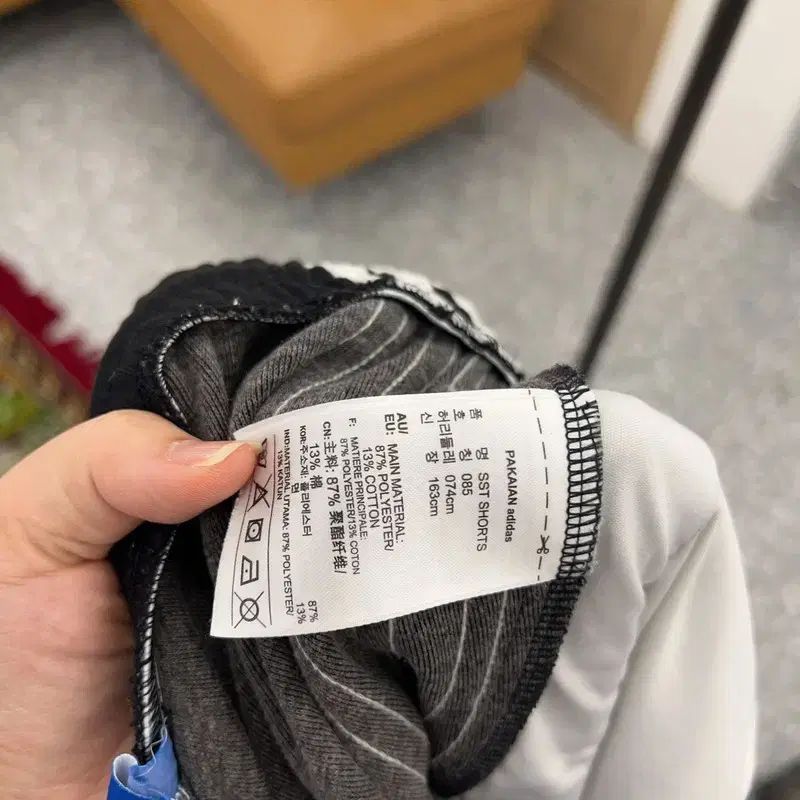 PAKAIAN adidas
품 명 SST SHORTS
호 칭 085
허리둘레 074cm
신 장 163cm
AU/
EU: MAIN MATERIAL:
87% POLYESTER/
13% COTTON
F: MATIERE PRINCIPALE:
87% POLYESTER/13% COTON
CN:主料: 87% 聚酯纤维/
13% 棉
KOR:주소재: 폴리에스터 87%
면 13%
IND:MATERIAL UTAMA: 87% POLYESTER/
13% KATUN